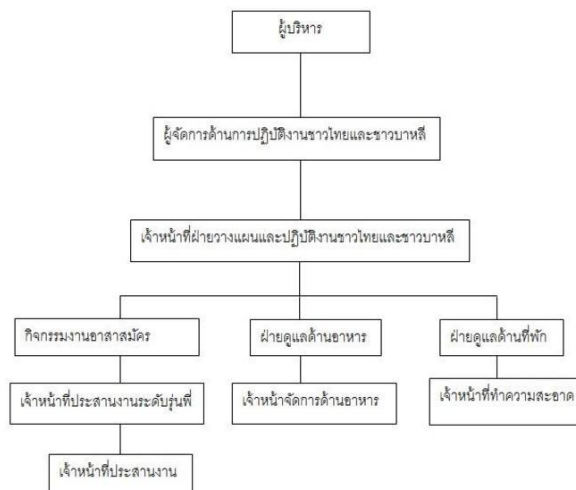 ผู้บริหาร
ผู้จัดการด้านการปฏิบัติงานชาวไทยและชาวบาหลี
เจ้าหน้าที่ฝ่ายวางแผนและปฏิบัติงานชาวไทยและชาวบาหลี
กิจกรรมงานอาสาสมัคร
ฝ่ายดูแลด้านอาหาร
ฝ่ายดูแลด้านที่พัก
เจ้าหน้าที่ประสานงานระดับรุ่นพี่
เจ้าหน้าจัดการด้านอาหาร
เจ้าหน้าที่ทำความสะอาด
เจ้าหน้าที่ประสานงาน